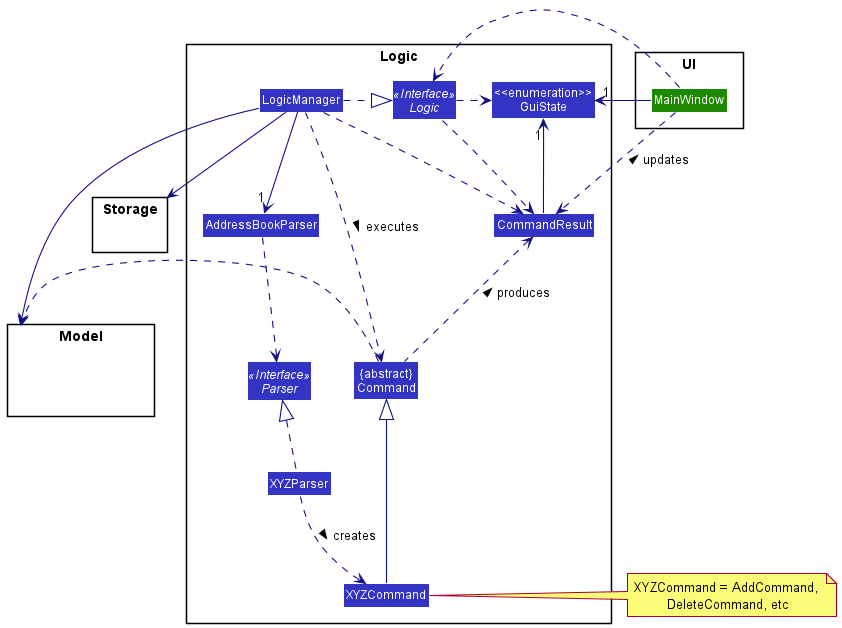 Logic
UI
LogicManager
«Interface»
Logic
<<enumeration>>
GuiState
1
MainWindow
1
updates
1
Storage
AddressBookParser
executes
CommandResult
produces
Model
«Interface»
Parser
{abstract}
Command
XYZParser
creates
XYZCommand
XYZCommand = AddCommand,
DeleteCommand, etc